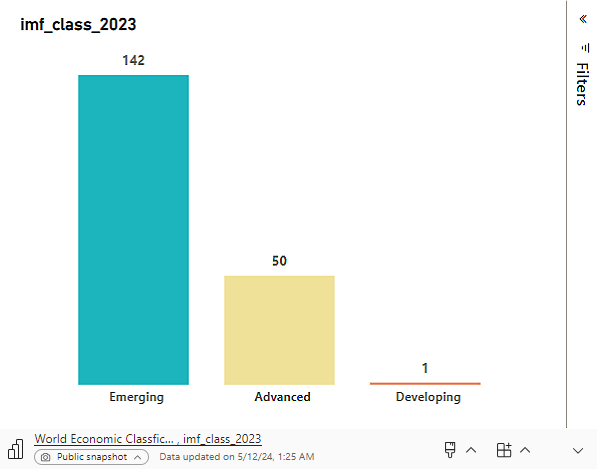 imf_class_2023
142
50
1
Emerging
Advanced
Developing
Filters
World Economic Classfic... , imf_class_2023
Public snapshot
Data updated on 5/12/24, 1:25 AM